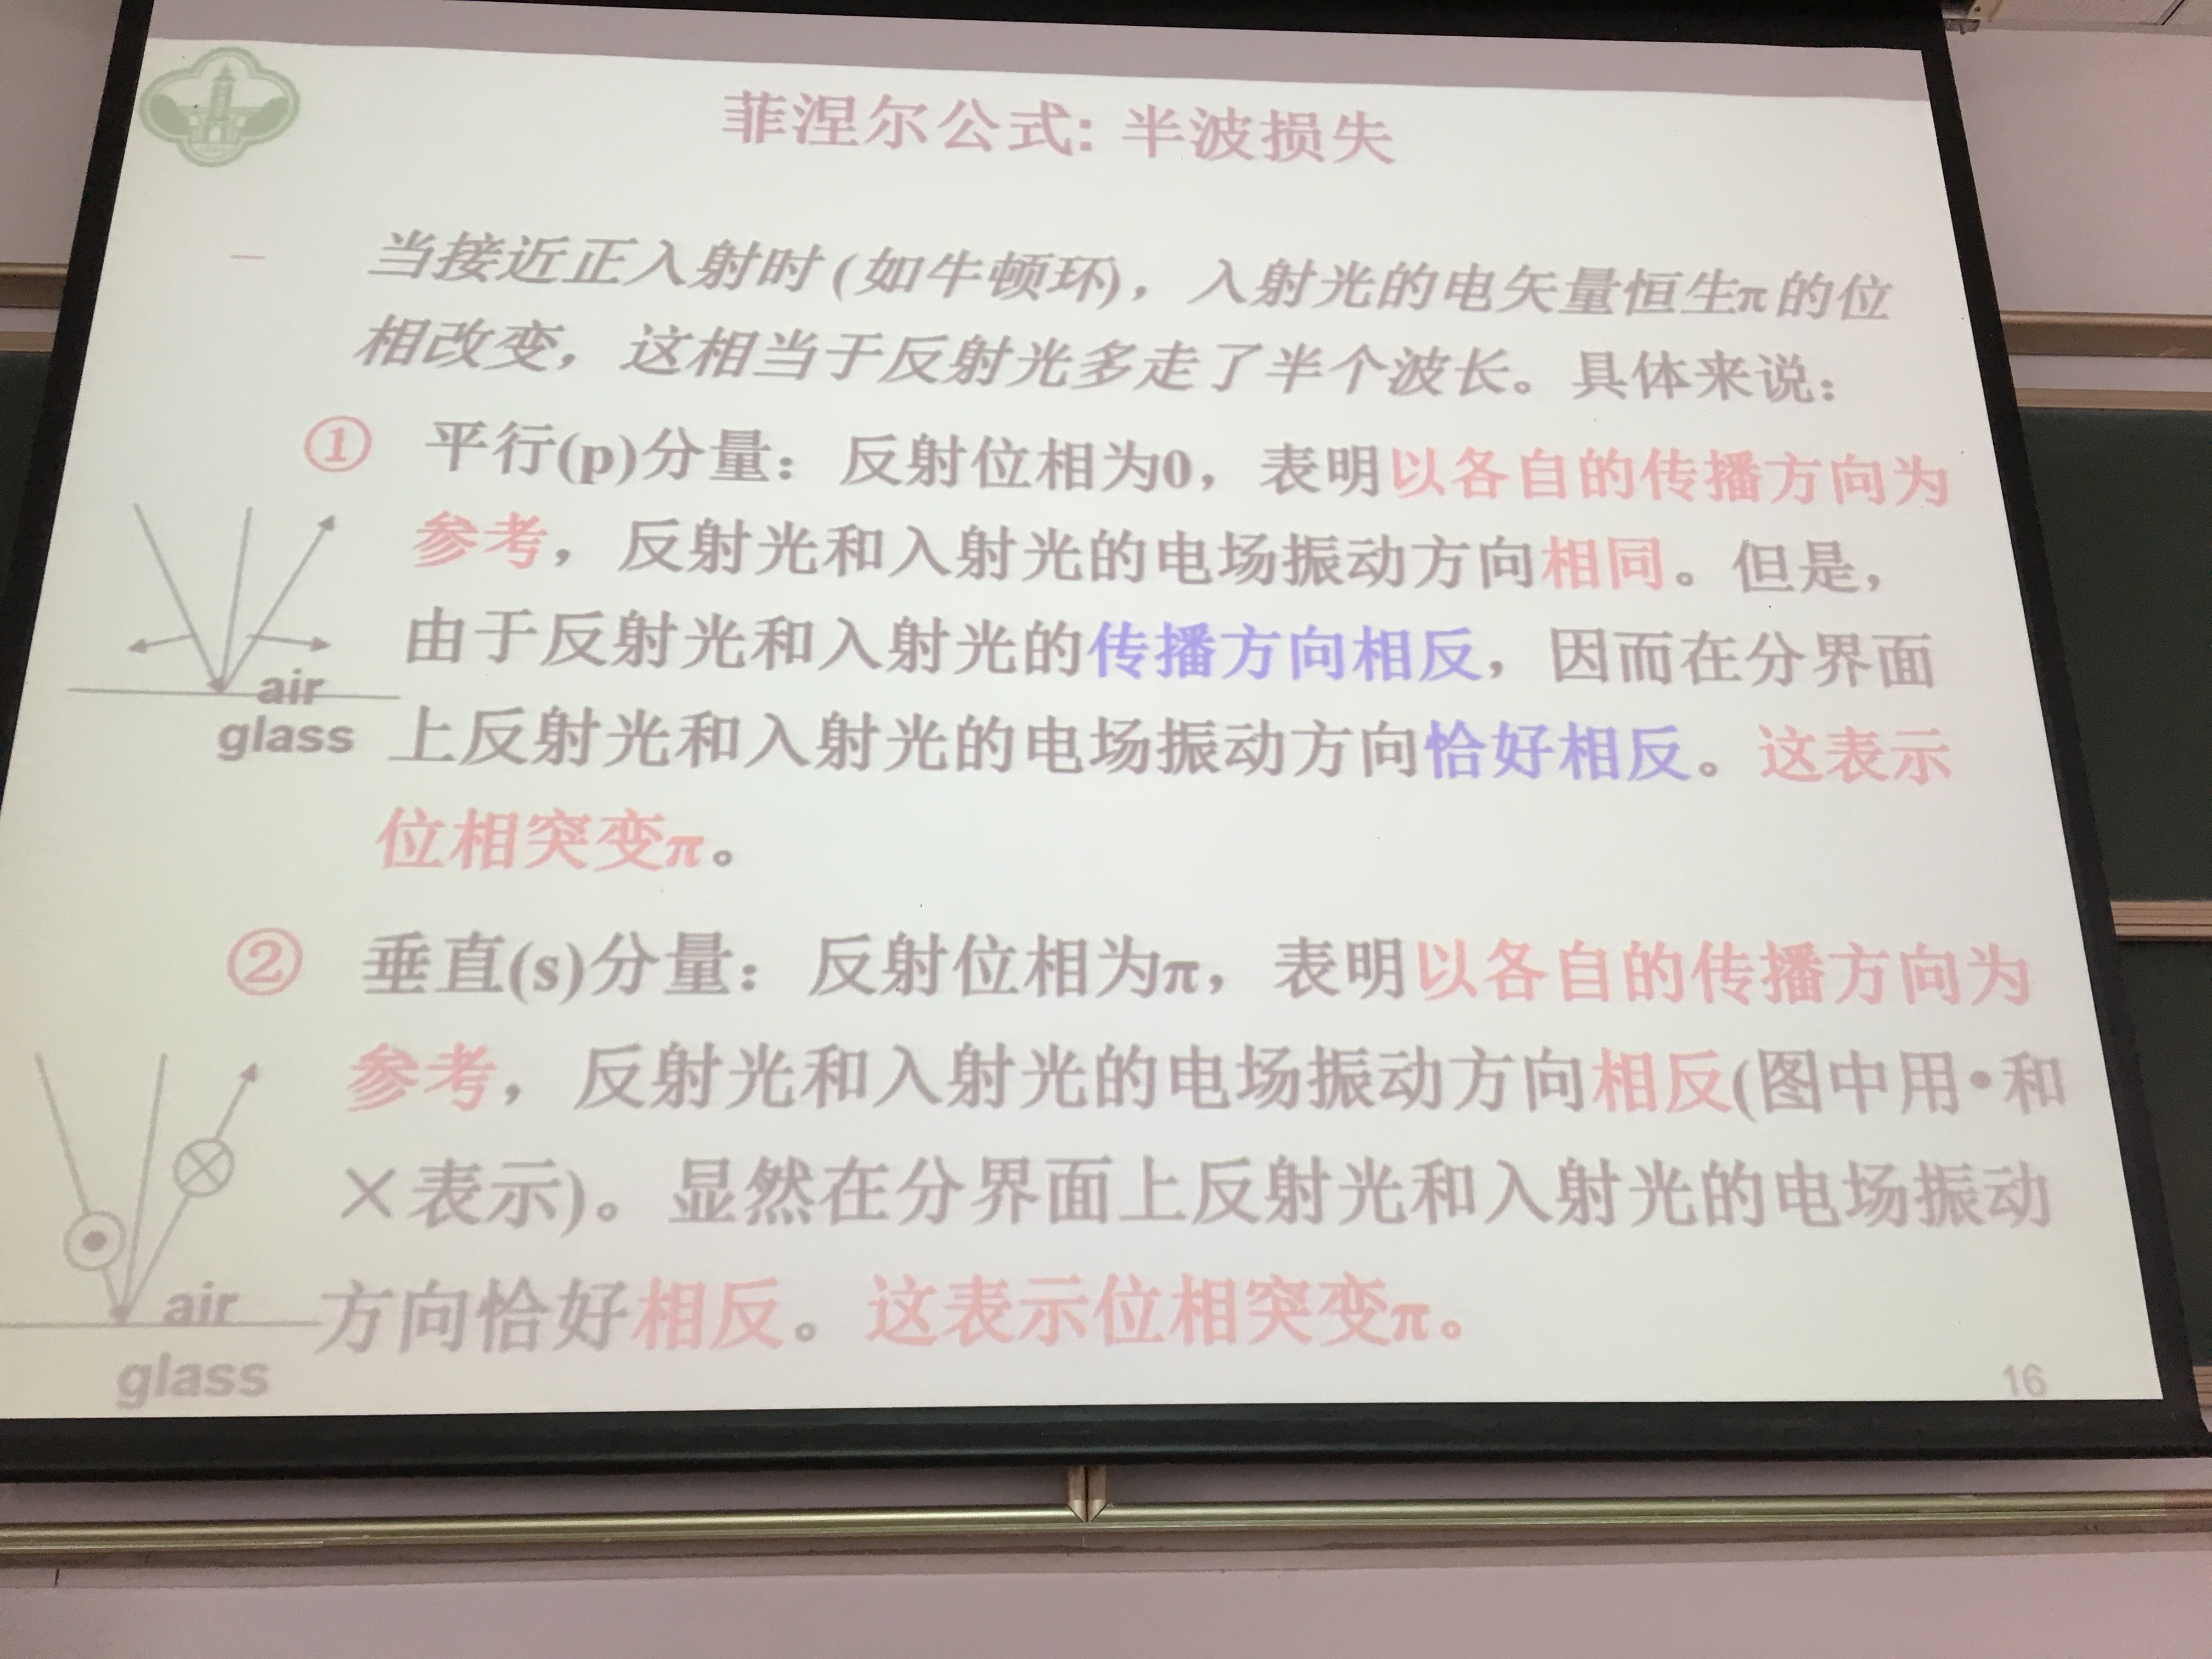 菲涅尔公式: 半波损失
当接近正入射时 (如牛顿环)，入射光的电矢量恒生π的位
相改变，这相当于反射光多走了半个波长。具体来说：
① 平行(p)分量：反射位相为0，表明以各自的传播方向为
参考，反射光和入射光的电场振动方向相同。但是，
由于反射光和入射光的传播方向相反，因而在分界面
上反射光和入射光的电场振动方向恰好相反。这表示
位相突变π。
air
glass
② 垂直(s)分量：反射位相为π，表明以各自的传播方向为
参考，反射光和入射光的电场振动方向相反(图中用•和
×表示)。显然在分界面上反射光和入射光的电场振动
方向恰好相反。这表示位相突变π。
air
glass
16